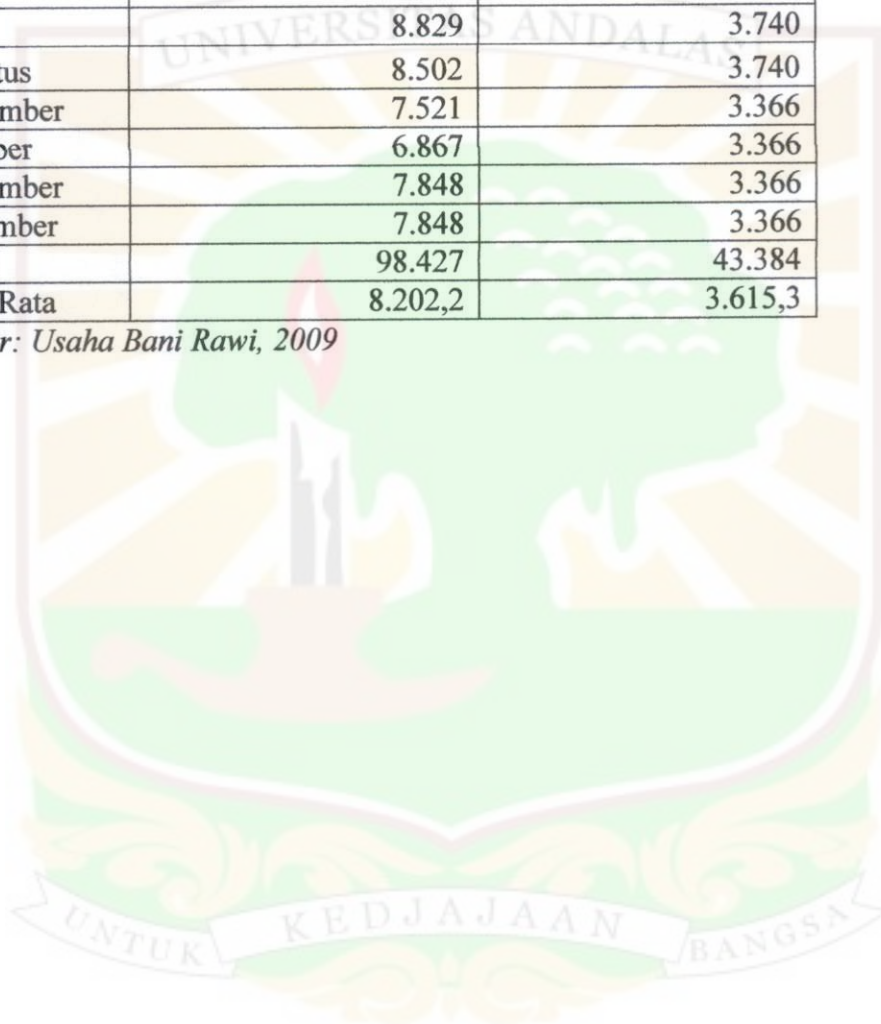 UNIVERSITAS ANDALAS
8.829 3.740
tus 8.502 3.740
mber 7.521 3.366
ber 6.867 3.366
mber 7.848 3.366
mber 7.848 3.366
98.427 43.384
Rata 8.202,2 3.615,3
r: Usaha Bani Rawi, 2009
UNTUK KEDJAJAAN BANGSA